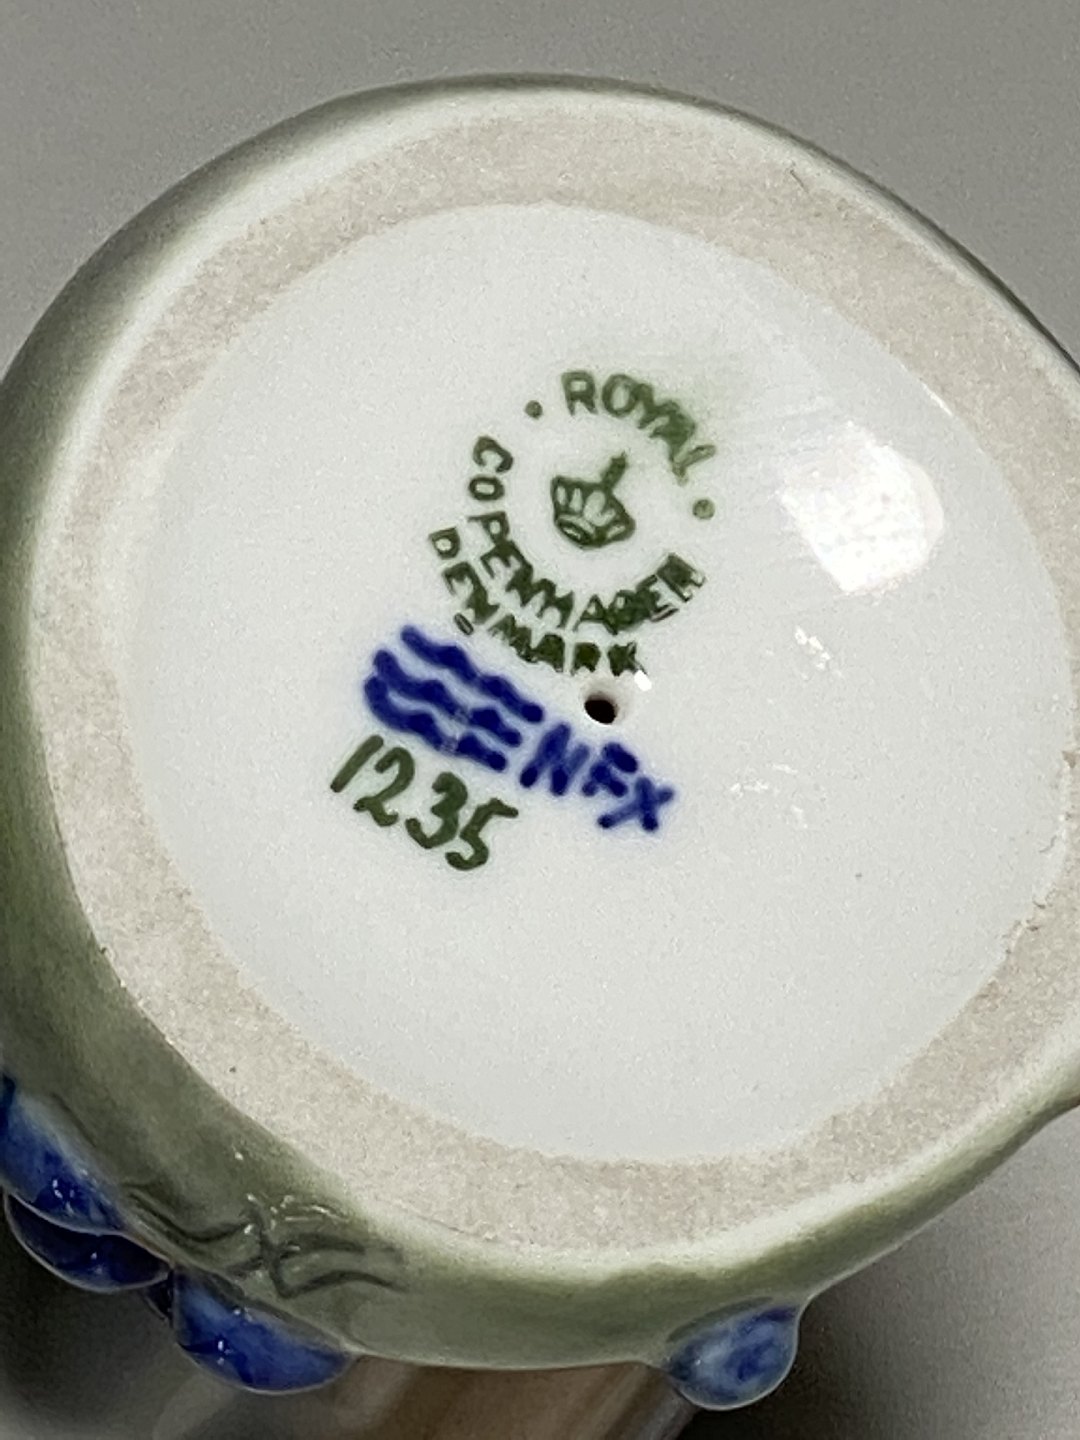 ROYAL
COPENHAGEN
DENMARK
NFx
1235